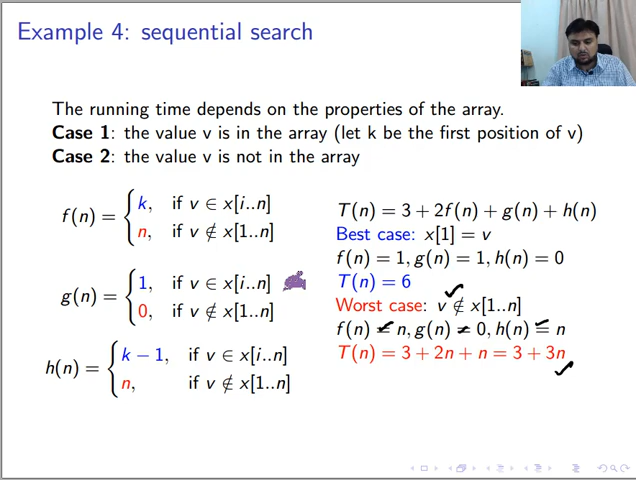 Example 4: sequential search
The running time depends on the properties of the array.
Case 1: the value v is in the array (let k be the first position of v)
Case 2: the value v is not in the array
f(n) = { k, if v ∈ x[i..n]
n, if v ∉ x[1..n]
g(n) = { 1, if v ∈ x[i..n]
0, if v ∉ x[1..n]
h(n) = { k − 1, if v ∈ x[i..n]
n, if v ∉ x[1..n]
T(n) = 3 + 2f(n) + g(n) + h(n)
Best case: x[1] = v
f(n) = 1, g(n) = 1, h(n) = 0
T(n) = 6
Worst case: v ∉ x[1..n]
f(n) = n, g(n) = 0, h(n) = n
T(n) = 3 + 2n + n = 3 + 3n